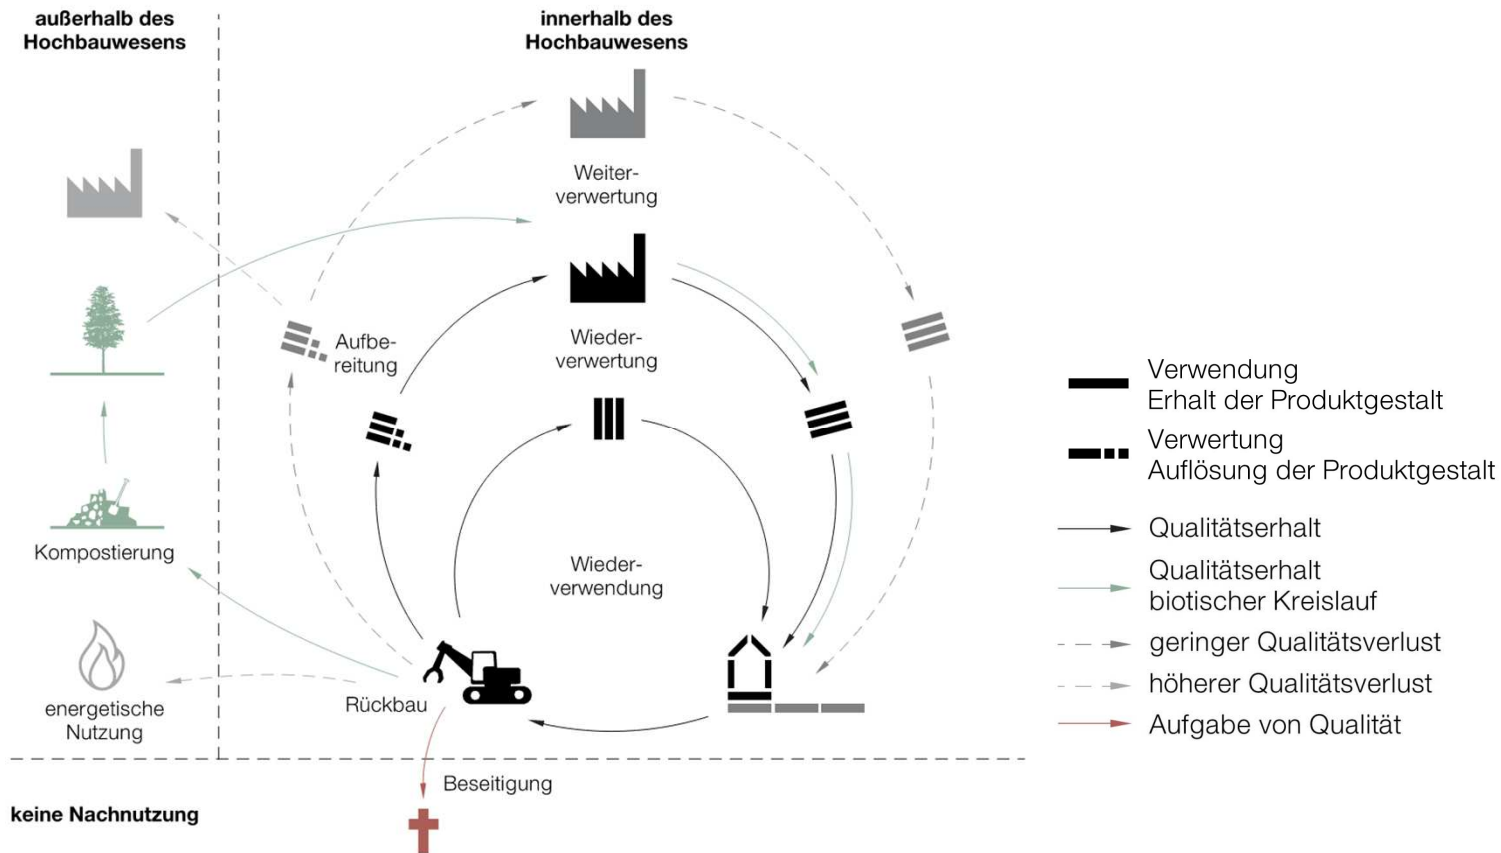 außerhalb des
Hochbauwesens
innerhalb des
Hochbauwesens
Weiter-
verwertung
Wieder-
verwertung
Aufbe-
reitung
Wieder-
verwendung
Kompostierung
energetische
Nutzung
Rückbau
Beseitigung
keine Nachnutzung
Verwendung
Erhalt der Produktgestalt
Verwertung
Auflösung der Produktgestalt
Qualitätserhalt
Qualitätserhalt
biotischer Kreislauf
geringer Qualitätsverlust
höherer Qualitätsverlust
Aufgabe von Qualität